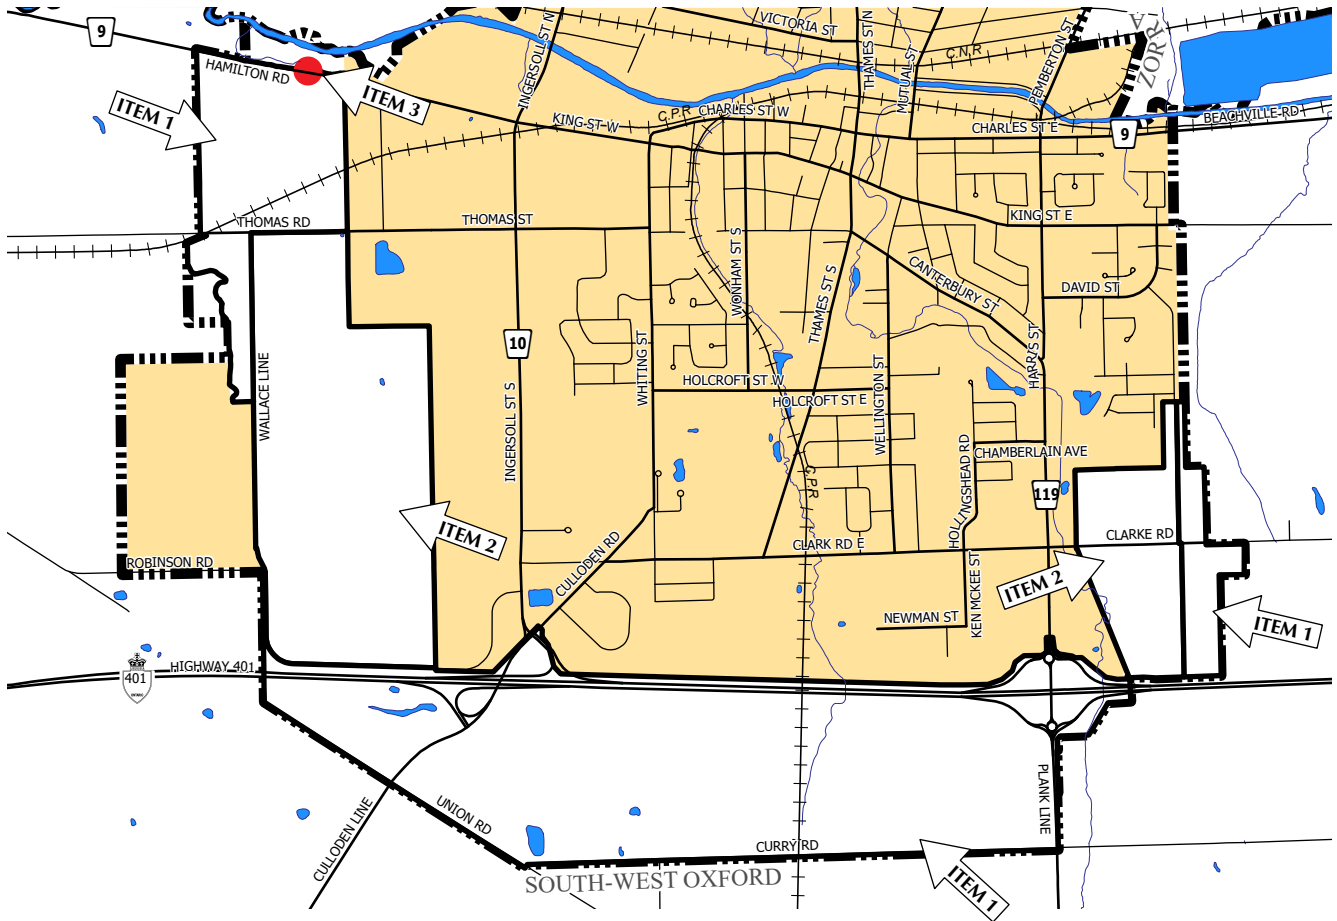 9
INGERSOLL ST N
VICTORIA ST
THAMES ST N
MUTUAL ST
C.N.R
PEMBERTON ST
ZORRA
HAMILTON RD
ITEM 1
ITEM 3
KING ST W
C.P.R
CHARLES ST W
CHARLES ST E
9
BEACHVILLE RD
THOMAS RD
THOMAS ST
KING ST E
WONHAM ST S
THAMES ST S
CANTERBURY ST
DAVID ST
10
WALLACE LINE
WHITING ST
HARRIS ST
HOLCROFT ST W
HOLCROFT ST E
WELLINGTON ST
INGERSOLL ST S
HOLLINGSHEAD RD
CHAMBERLAIN AVE
C.P.R
119
ITEM 2
CLARK RD E
CLARKE RD
ROBINSON RD
CULLODEN RD
ITEM 2
KEN MCKEE ST
NEWMAN ST
ITEM 1
HIGHWAY 401
401
ONTARIO
CULLODEN LINE
UNION RD
PLANK LINE
CURRY RD
SOUTH-WEST OXFORD
ITEM 1